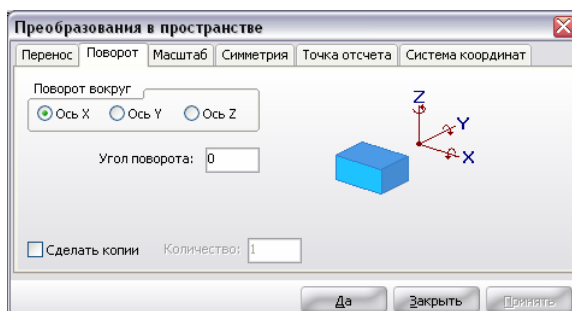 Преобразования в пространстве
Перенос Поворот Масштаб Симметрия Точка отсчета Система координат
Поворот вокруг
Ось X Ось Y Ось Z
Z
Y
X
Угол поворота: 0
Сделать копии Количество: 1
Да Закрыть Принять